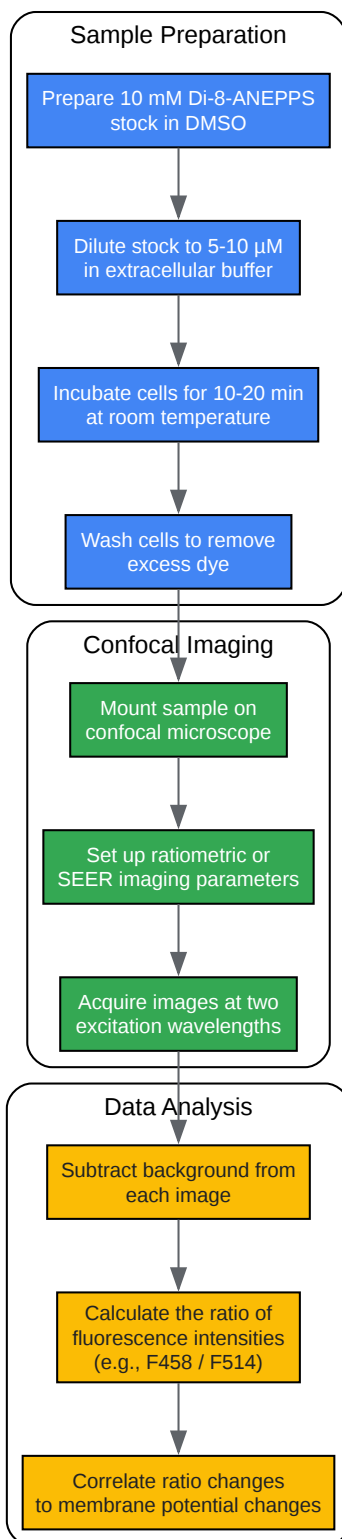 Sample Preparation
Prepare 10 mM Di-8-ANEPPS
stock in DMSO
Dilute stock to 5-10 µM
in extracellular buffer
Incubate cells for 10-20 min
at room temperature
Wash cells to remove
excess dye
Confocal Imaging
Mount sample on
confocal microscope
Set up ratiometric or
SEER imaging parameters
Acquire images at two
excitation wavelengths
Data Analysis
Subtract background from
each image
Calculate the ratio of
fluorescence intensities
(e.g., F458 / F514)
Correlate ratio changes
to membrane potential changes